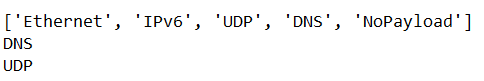 ['Ethernet', 'IPv6', 'UDP', 'DNS', 'NoPayload']
DNS
UDP